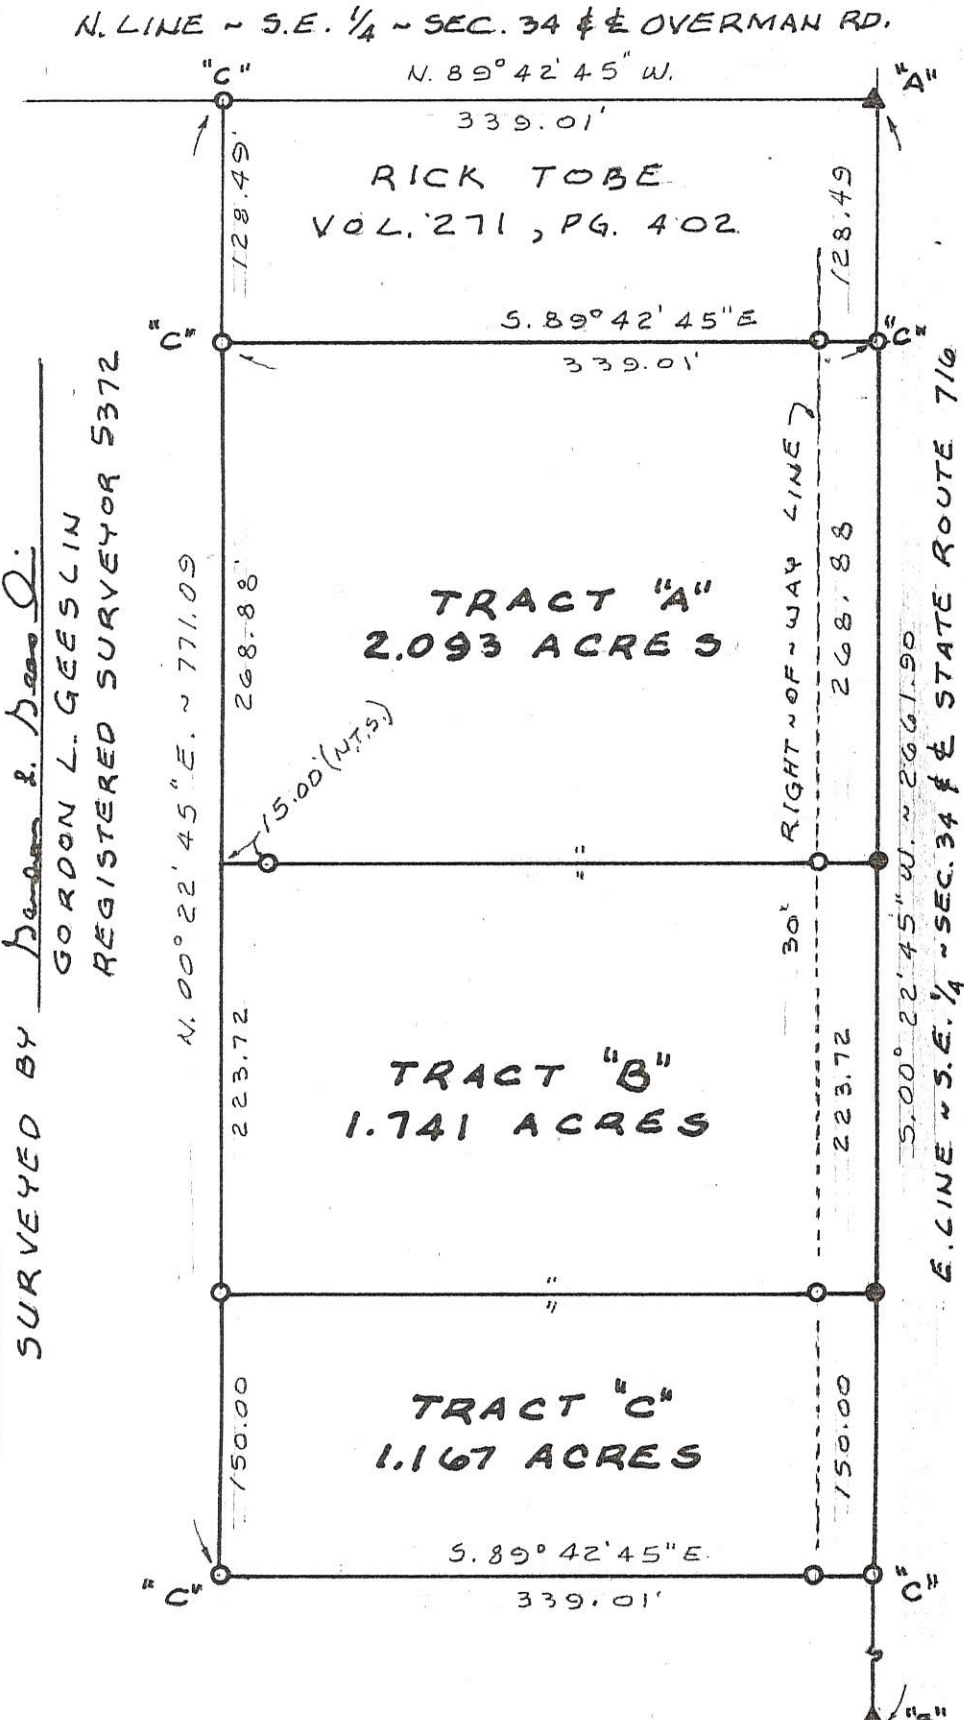 N. LINE ~ S.E. 1/4 ~ SEC. 34 & ℄ OVERMAN RD.
"C"
N. 89° 42' 45" W.
"A"
339.01'
RICK TOBE
VOL. 271, PG. 402
128.49'
128.49
"C"
S. 89° 42' 45" E
"C"
339.01'
TRACT "A"
2.093 ACRES
268.88'
268.88
15.00' (N.T.S.)
30' RIGHT~OF~WAY LINE
"
"
TRACT "B"
1.741 ACRES
223.72
223.72
"
"
TRACT "C"
1.167 ACRES
150.00
150.00
S. 89° 42' 45" E.
"C"
339.01'
"C"
"B"
N. 00° 22' 45" E. ~ 771.09
S. 00° 22' 45" W. ~ 2661.90
E. LINE ~ S.E. 1/4 ~ SEC. 34 & ℄ STATE ROUTE 716
SURVEYED BY
GORDON L. GEESLIN
REGISTERED SURVEYOR 5372